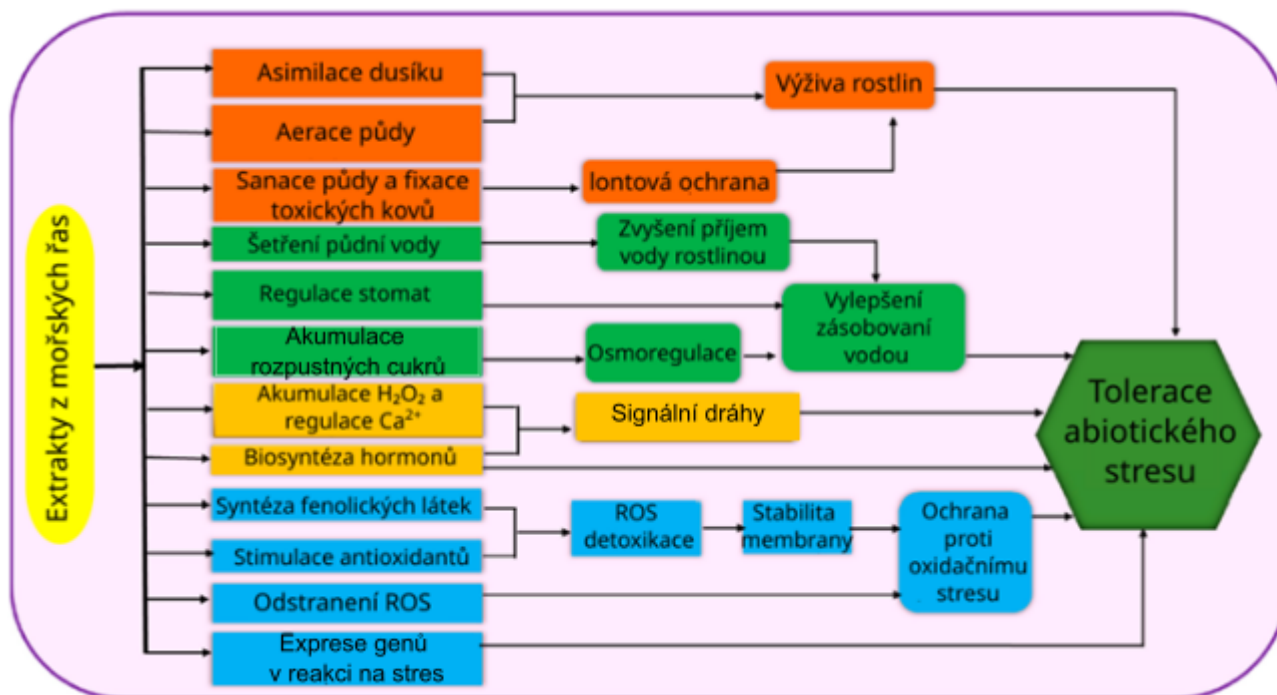 Extrakty z mořských řas
Asimilace dusíku
Aerace půdy
Sanace půdy a fixace
toxických kovů
Šetření půdní vody
Regulace stomat
Akumulace
rozpustných cukrů
Akumulace H₂O₂ a
regulace Ca²⁺
Biosyntéza hormonů
Syntéza fenolických látek
Stimulace antioxidantů
Odstranení ROS
Exprese genů
v reakci na stres
Výživa rostlin
Iontová ochrana
Zvyšení příjem
vody rostlinou
Osmoregulace
Vylepšení
zásobovaní
vodou
Signální dráhy
ROS
detoxikace
Stabilita
membrany
Ochrana
proti
oxidačnímu
stresu
Tolerace
abiotického
stresu